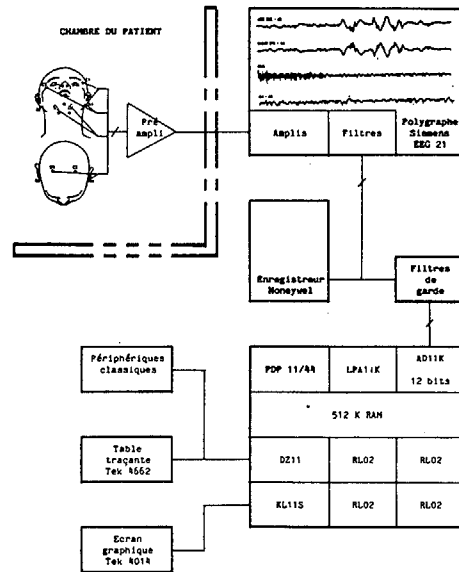 CHAMBRE DU PATIENT
Pré
ampli
Amplis
Filtres
Polygraphe
Siemens
EEG 21
Enregistreur
Honeywel
Filtres
de
garde
Périphériques
classiques
PDP 11/44
LPA11K
AD11K
12 bits
512 K RAM
Table
traçante
Tek 4662
DZ11
RL02
RL02
KL11S
RL02
RL02
Ecran
graphique
Tek 4014